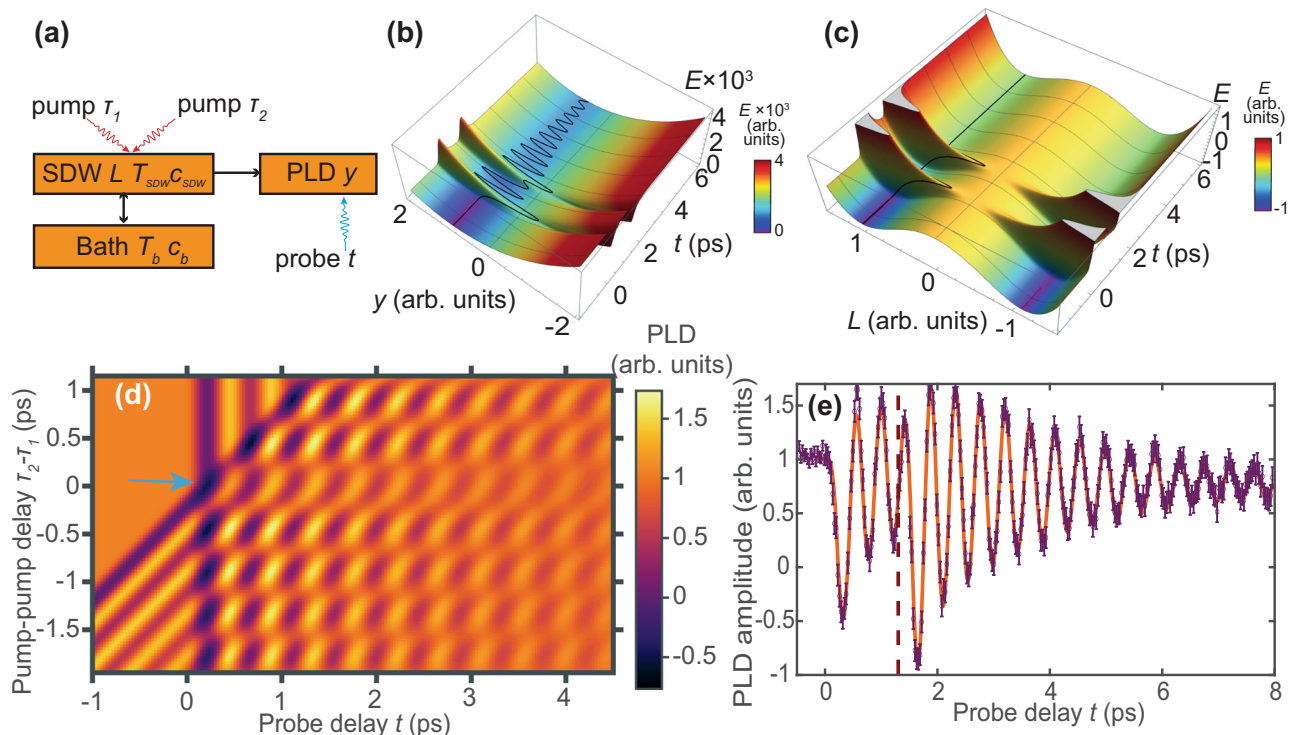 (a)
pump τ1
pump τ2
SDW L TSDW cSDW
PLD y
Bath Tb cb
probe t
(b)
E×10³
4
2
0
E ×10³
(arb.
units)
4
0
6
4
2
0
t (ps)
2
0
-2
y (arb. units)
(c)
E
1
0
-1
E
(arb.
units)
1
-1
6
4
2
0
t (ps)
1
0
-1
L (arb. units)
(d)
PLD
(arb. units)
1.5
1
0.5
0
-0.5
Pump-pump delay τ2-τ1 (ps)
1
0.5
0
-0.5
-1
-1.5
-1 0 1 2 3 4
Probe delay t (ps)
(e)
PLD amplitude (arb. units)
1.5
1
0.5
0
-0.5
-1
0 2 4 6 8
Probe delay t (ps)